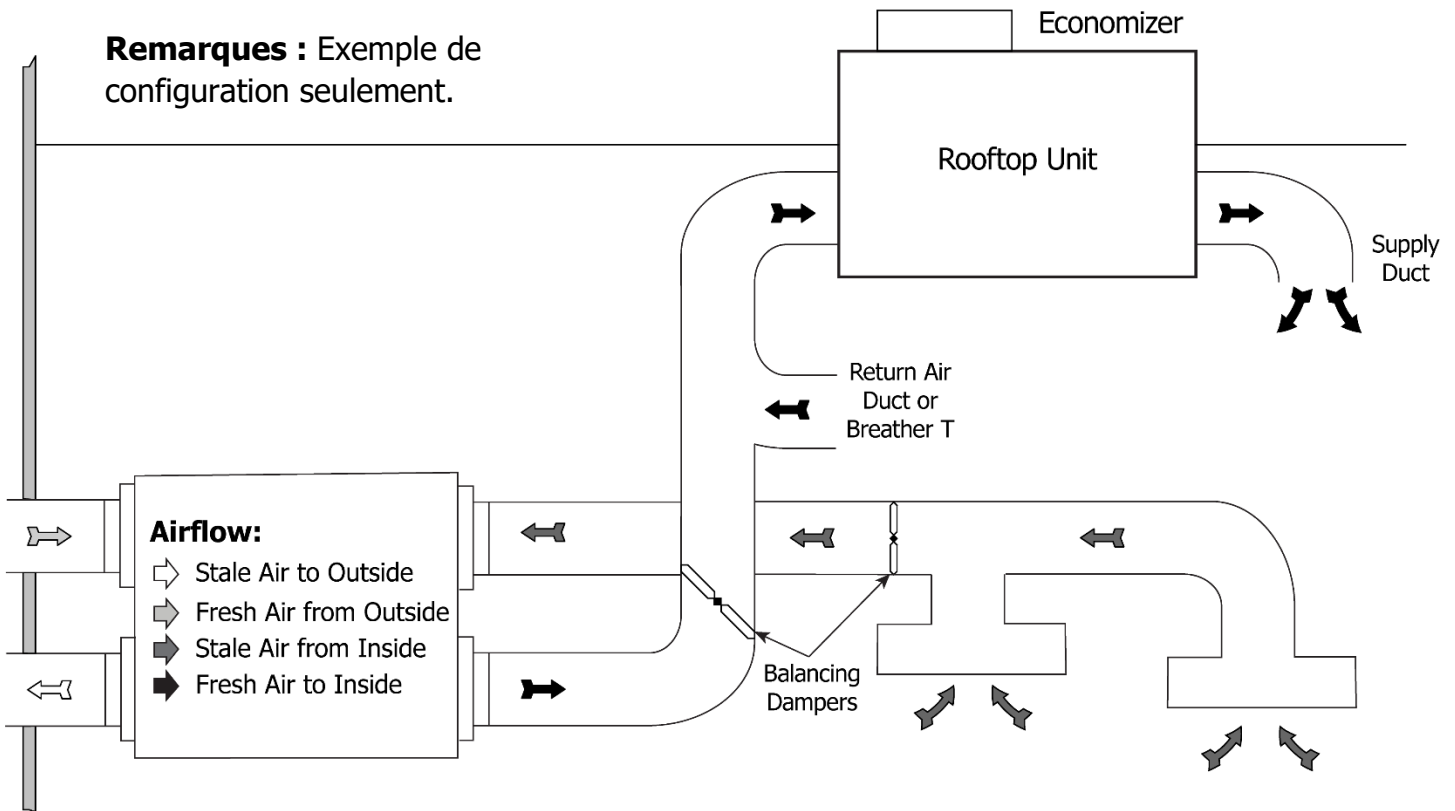 Remarques : Exemple de
configuration seulement.
Economizer
Rooftop Unit
Supply
Duct
Return Air
Duct or
Breather T
Airflow:
Stale Air to Outside
Fresh Air from Outside
Stale Air from Inside
Fresh Air to Inside
Balancing
Dampers